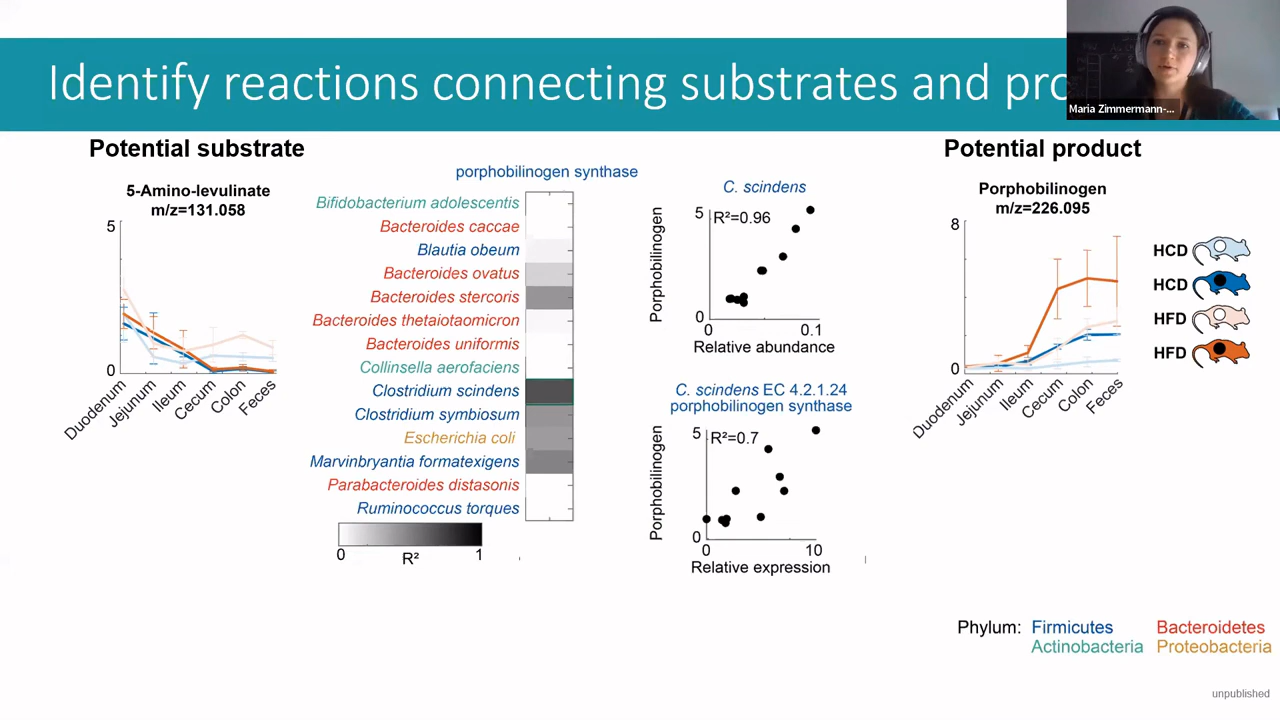 Identify reactions connecting substrates and pro
Maria Zimmermann-...
Potential substrate
Potential product
5-Amino-levulinate
m/z=131.058
5
0
Duodenum
Jejunum
Ileum
Cecum
Colon
Feces
porphobilinogen synthase
Bifidobacterium adolescentis
Bacteroides caccae
Blautia obeum
Bacteroides ovatus
Bacteroides stercoris
Bacteroides thetaiotaomicron
Bacteroides uniformis
Collinsella aerofaciens
Clostridium scindens
Clostridium symbiosum
Escherichia coli
Marvinbryantia formatexigens
Parabacteroides distasonis
Ruminococcus torques
0
R²
1
C. scindens
Porphobilinogen
5
R²=0.96
0
0
0.1
Relative abundance
C. scindens EC 4.2.1.24
porphobilinogen synthase
Porphobilinogen
5
R²=0.7
0
0
10
Relative expression
Porphobilinogen
m/z=226.095
8
0
Duodenum
Jejunum
Ileum
Cecum
Colon
Feces
HCD
HCD
HFD
HFD
Phylum: Firmicutes Bacteroidetes
Actinobacteria Proteobacteria
unpublished